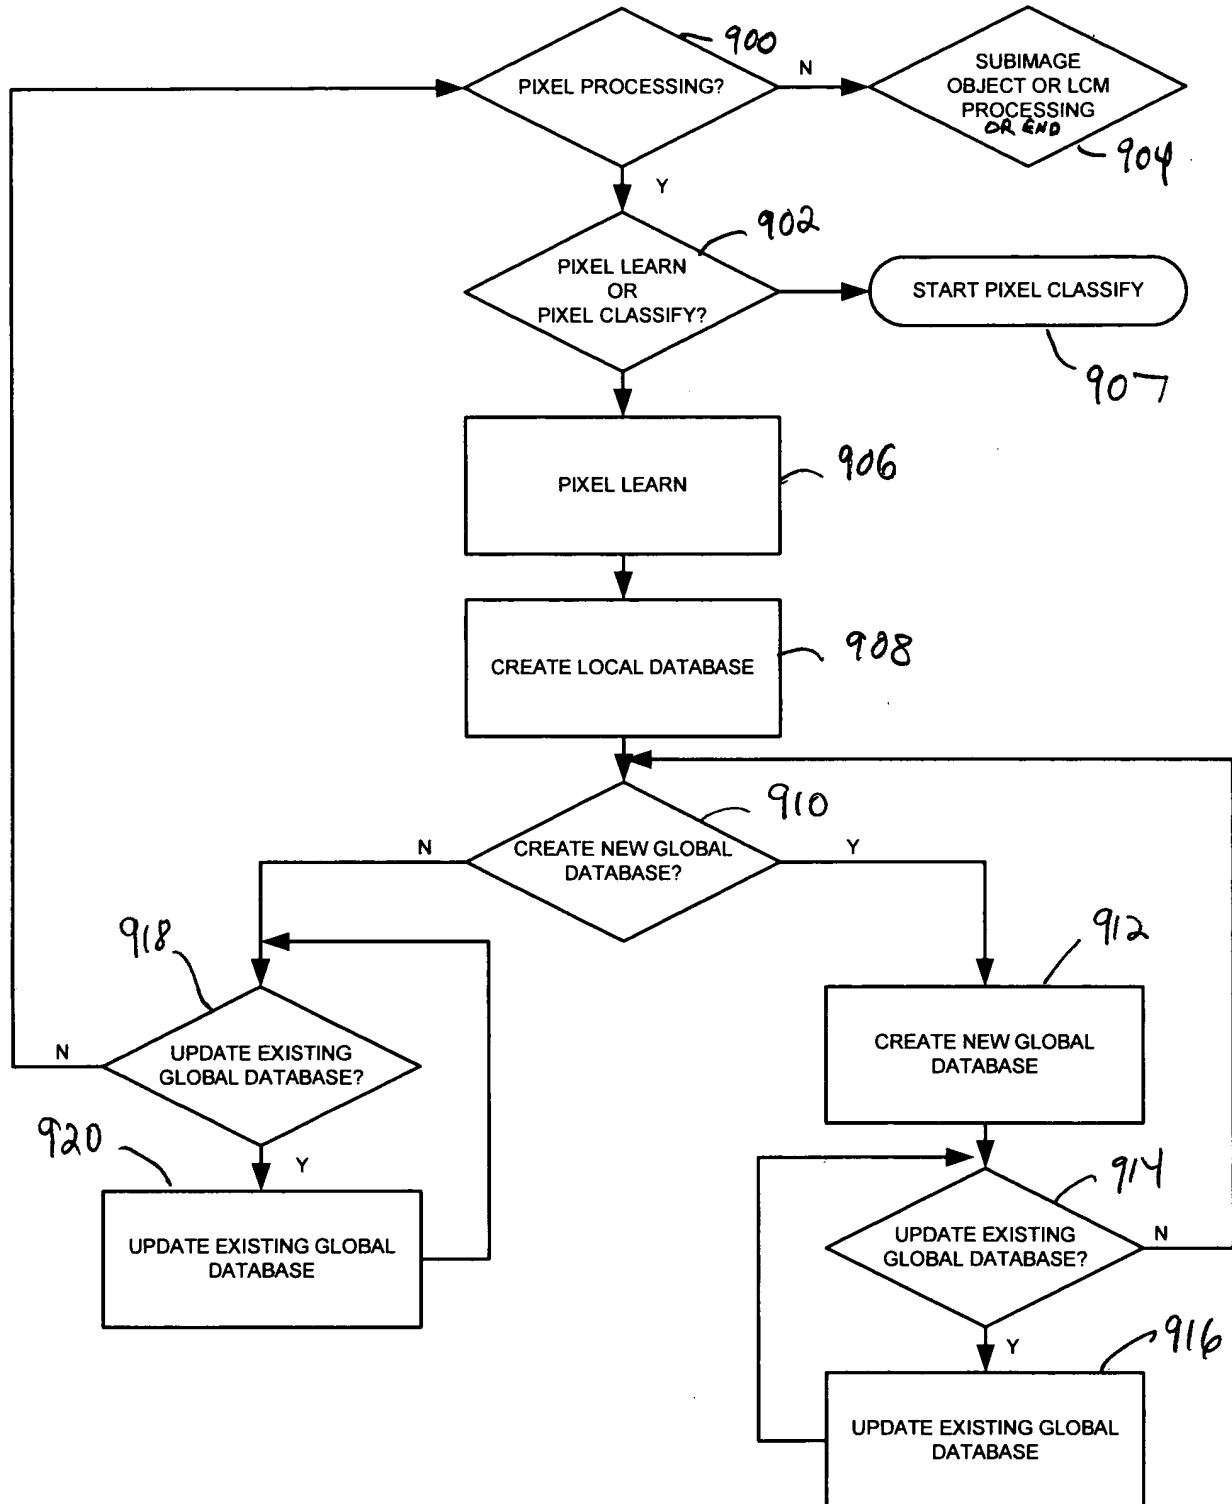 900
PIXEL PROCESSING?
N
SUBIMAGE
OBJECT OR LCM
PROCESSING
OR END
904
Y
902
PIXEL LEARN
OR
PIXEL CLASSIFY?
START PIXEL CLASSIFY
907
PIXEL LEARN
906
CREATE LOCAL DATABASE
908
910
N
CREATE NEW GLOBAL
DATABASE?
Y
918
912
UPDATE EXISTING
GLOBAL DATABASE?
N
CREATE NEW GLOBAL
DATABASE
920
Y
914
UPDATE EXISTING GLOBAL
DATABASE
UPDATE EXISTING
GLOBAL DATABASE?
N
Y
916
UPDATE EXISTING GLOBAL
DATABASE